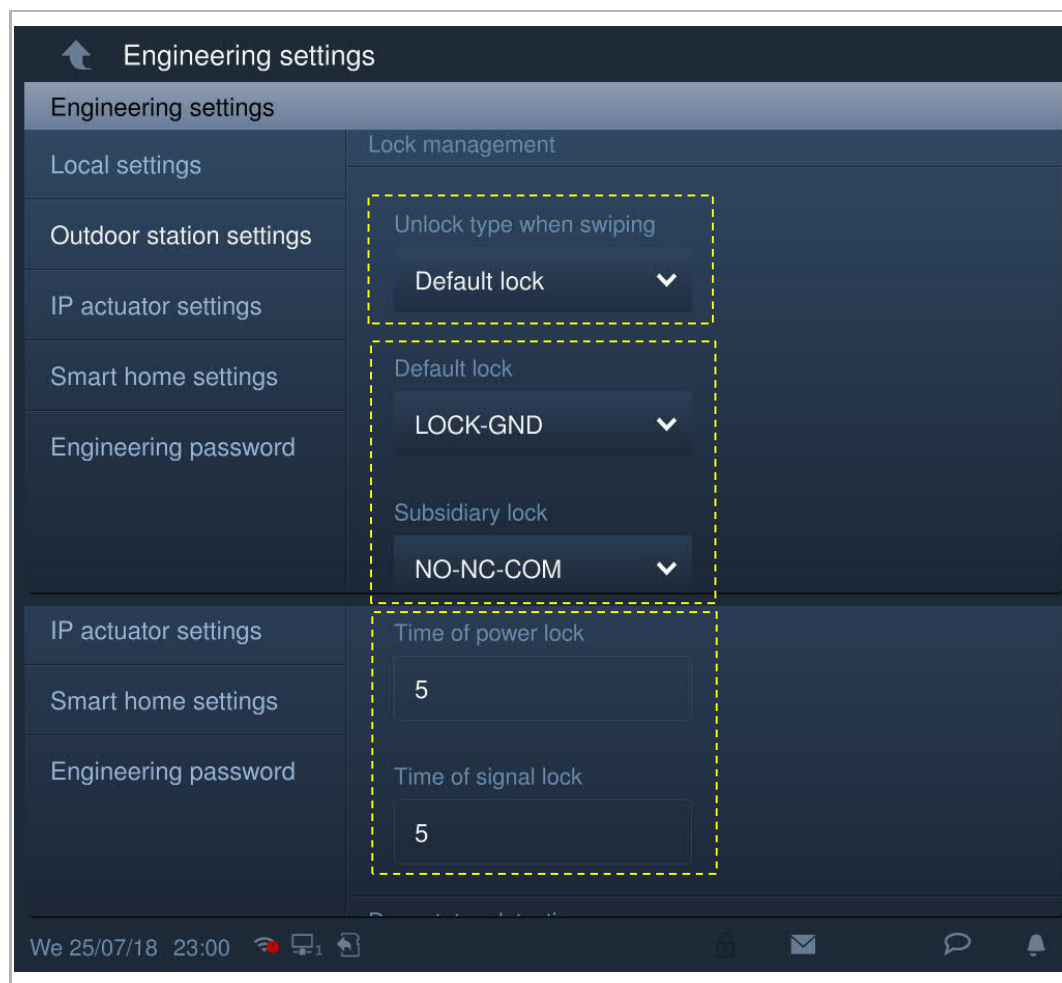 Engineering settings
Engineering settings
Local settings
Outdoor station settings
IP actuator settings
Smart home settings
Engineering password
Lock management
Unlock type when swiping
Default lock
Default lock
LOCK-GND
Subsidiary lock
NO-NC-COM
IP actuator settings
Smart home settings
Engineering password
Time of power lock
5
Time of signal lock
5
We 25/07/18 23:00 1